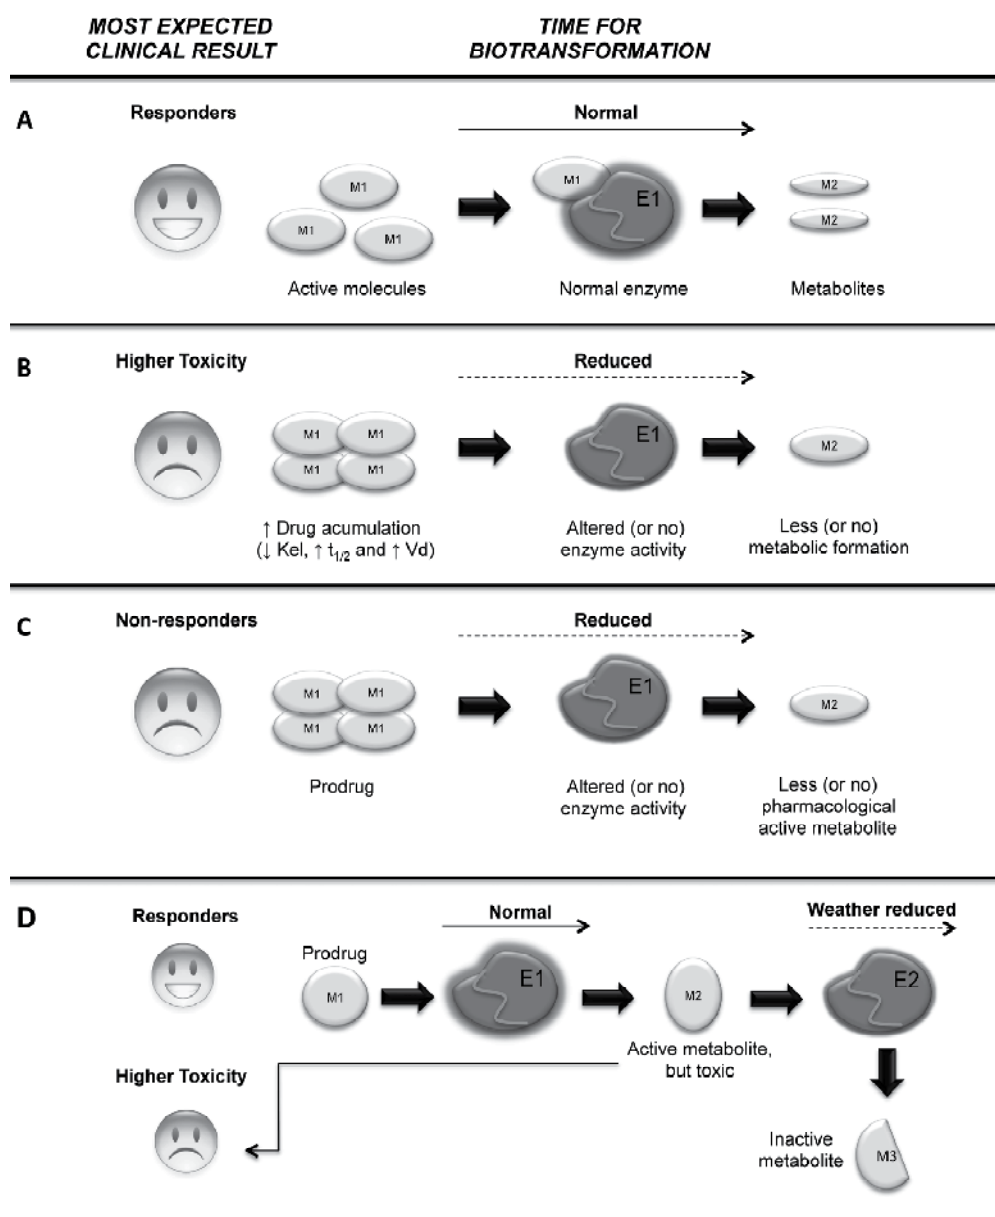 MOST EXPECTED
CLINICAL RESULT
TIME FOR
BIOTRANSFORMATION
A
Responders
Normal
M1
M1
M1
M1
E1
M2
M2
Active molecules
Normal enzyme
Metabolites
B
Higher Toxicity
Reduced
M1
M1
M1
M1
E1
M2
↑ Drug acumulation
(↓ Kel, ↑ t1/2 and ↑ Vd)
Altered (or no)
enzyme activity
Less (or no)
metabolic formation
C
Non-responders
Reduced
M1
M1
M1
M1
E1
M2
Prodrug
Altered (or no)
enzyme activity
Less (or no)
pharmacological
active metabolite
D
Responders
Normal
Weather reduced
Prodrug
M1
E1
M2
E2
Active metabolite,
but toxic
Higher Toxicity
Inactive
metabolite
M3